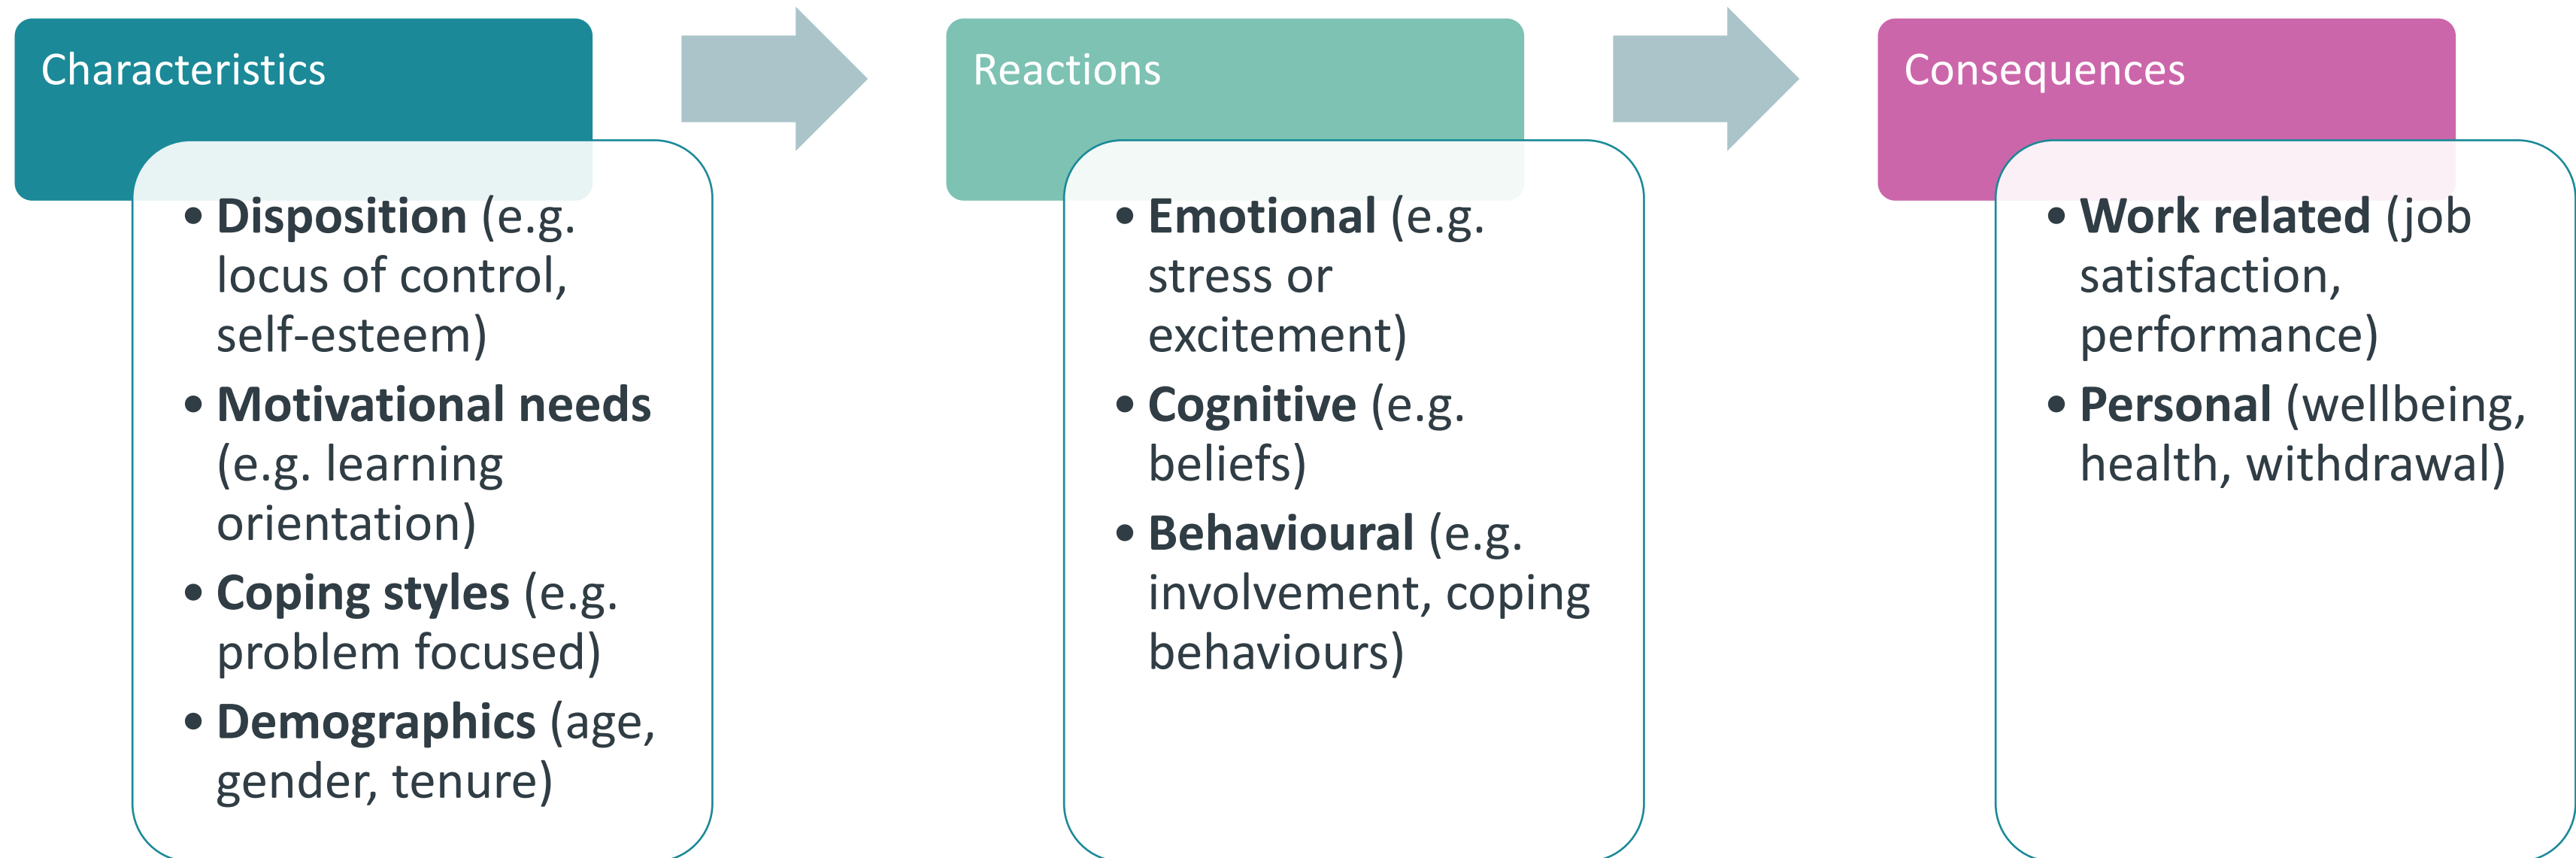 Characteristics
• Disposition (e.g.
locus of control,
self-esteem)
• Motivational needs
(e.g. learning
orientation)
• Coping styles (e.g.
problem focused)
• Demographics (age,
gender, tenure)
Reactions
• Emotional (e.g.
stress or
excitement)
• Cognitive (e.g.
beliefs)
• Behavioural (e.g.
involvement, coping
behaviours)
Consequences
• Work related (job
satisfaction,
performance)
• Personal (wellbeing,
health, withdrawal)